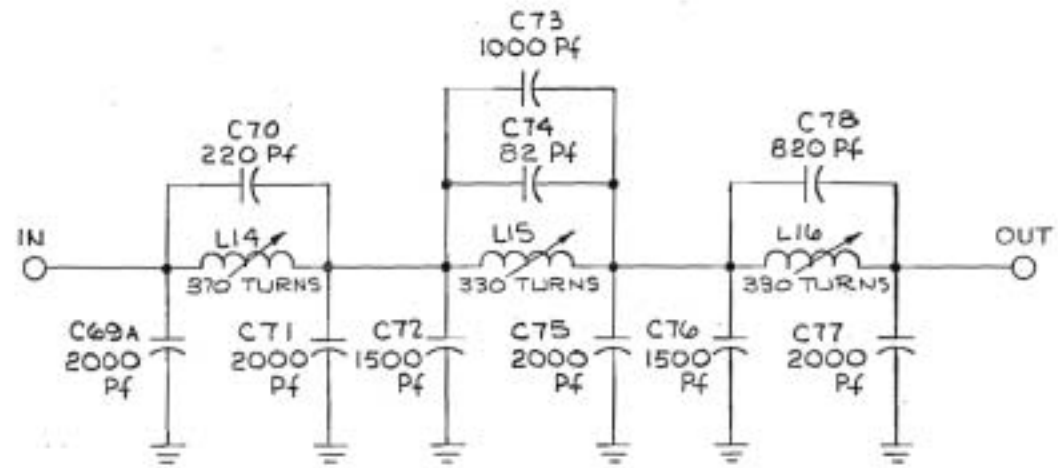 C73
1000 Pf
C70
220 Pf
C74
82 Pf
C78
820 Pf
IN
L14
370 TURNS
L15
330 TURNS
L16
330 TURNS
OUT
C69A
2000
Pf
C71
2000
Pf
C72
1500
Pf
C75
2000
Pf
C76
1500
Pf
C77
2000
Pf